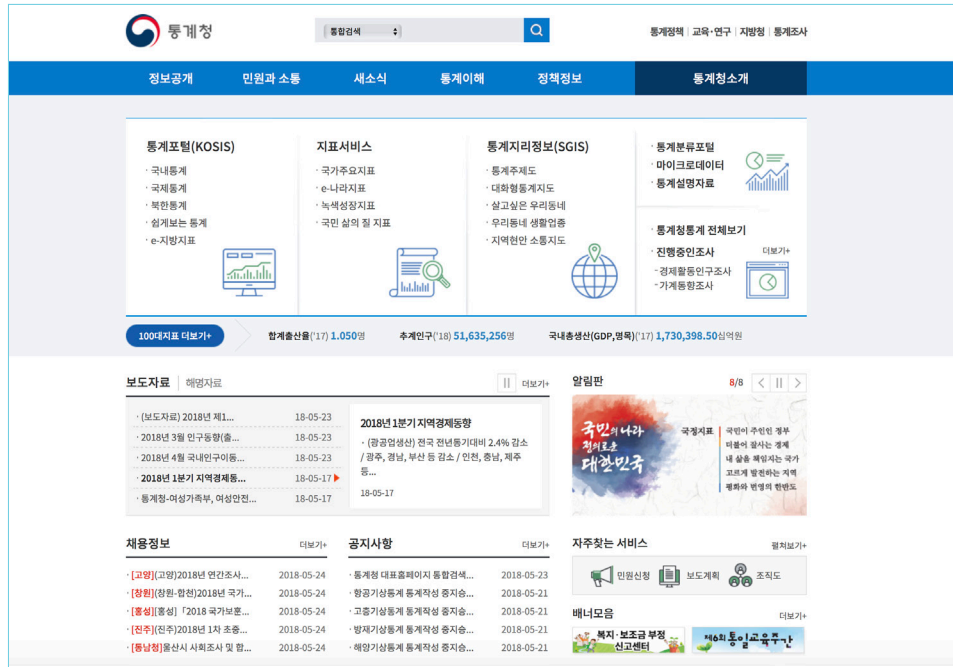 통계청
통합검색
통계정책 | 교육·연구 | 지방청 | 통계조사
정보공개 민원과 소통 새소식 통계이해 정책정보 통계청소개
통계포털(KOSIS)
· 국내통계
· 국제통계
· 북한통계
· 쉽게보는 통계
· e-지방지표
지표서비스
· 국가주요지표
· e-나라지표
· 녹색성장지표
· 국민 삶의 질 지표
통계지리정보(SGIS)
· 통계주제도
· 대화형통계지도
· 살고싶은 우리동네
· 우리동네 생활업종
· 지역현안 소통지도
· 통계분류포털
· 마이크로데이터
· 통계설명자료
· 통계청통계 전체보기
· 진행중인조사 더보기+
- 경제활동인구조사
- 가계동향조사
100대지표 더보기+ 합계출산율('17) 1.050명 추계인구('18) 51,635,256명 국내총생산(GDP,명목)('17) 1,730,398.50십억원
보도자료 | 해명자료 더보기+
· (보도자료) 2018년 제1... 18-05-23
· 2018년 3월 인구동향(출... 18-05-23
· 2018년 4월 국내인구이동... 18-05-23
· 2018년 1분기 지역경제동... 18-05-17
· 통계청-여성가족부, 여성안전... 18-05-17
2018년 1분기 지역경제동향
· (광공업생산) 전국 전년동기대비 2.4% 감소
/ 광주, 경남, 부산 등 감소 / 인천, 충남, 제주
등...
18-05-17
알림판 8/8
국민의 나라
정의로운
대한민국
국정지표
국민이 주인인 정부
더불어 잘사는 경제
내 삶을 책임지는 국가
고르게 발전하는 지역
평화와 번영의 한반도
채용정보 더보기+
· [고양](고양)2018년 연간조사... 2018-05-24
· [창원](창원·합천)2018년 국가... 2018-05-24
· [홍성][홍성]「2018 국가보훈... 2018-05-24
· [진주](진주)2018년 1차 초중... 2018-05-24
· [동남청]울산시 사회조사 및 합... 2018-05-24
공지사항 더보기+
· 통계청 대표홈페이지 통합검색... 2018-05-23
· 항공기상통계 통계작성 중지승... 2018-05-21
· 고층기상통계 통계작성 중지승... 2018-05-21
· 방재기상통계 통계작성 중지승... 2018-05-21
· 해양기상통계 통계작성 중지승... 2018-05-21
자주찾는 서비스 펼쳐보기+
민원신청 보도계획 조직도
배너모음 더보기+
복지·보조금 부정
신고센터
제6회 통일교육주간